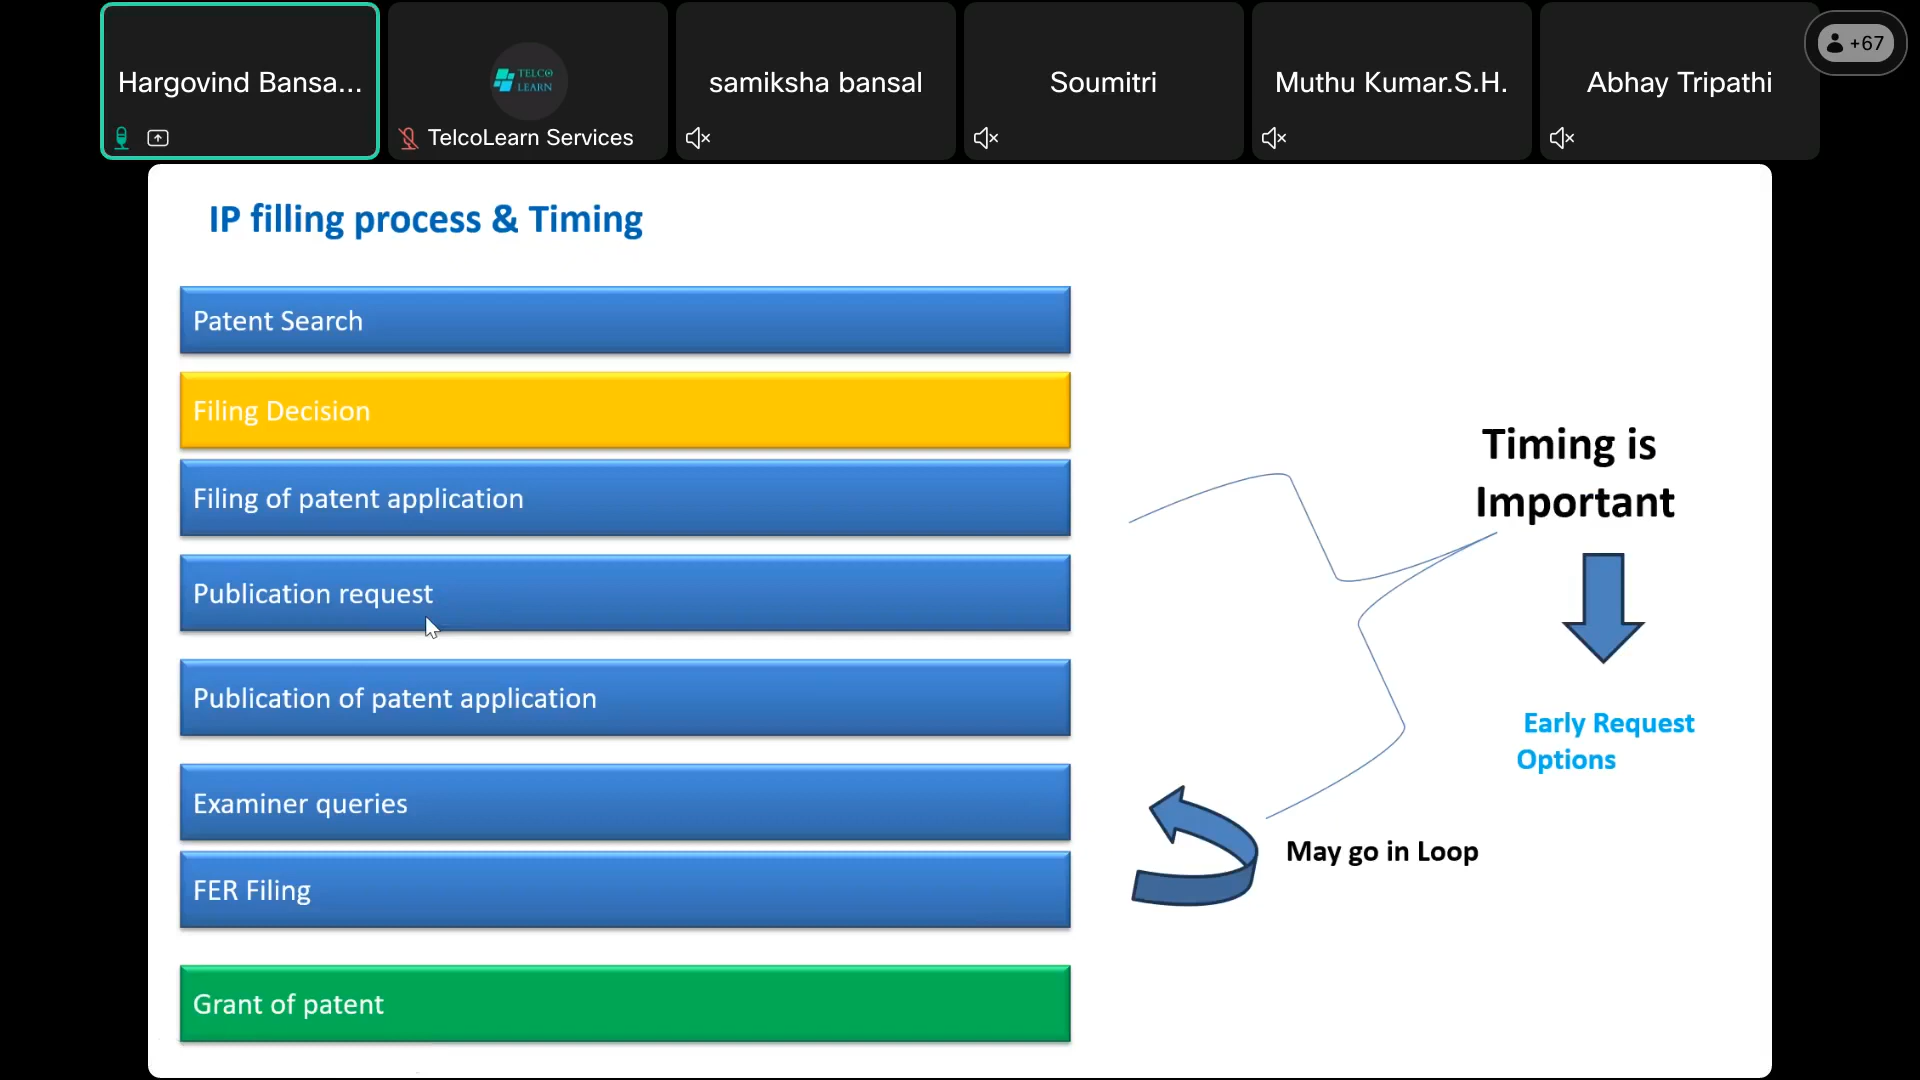 Hargovind Bansa...
TELCO
LEARN
TelcoLearn Services
samiksha bansal
Soumitri
Muthu Kumar.S.H.
Abhay Tripathi
+67
IP filling process & Timing
Patent Search
Filing Decision
Filing of patent application
Publication request
Publication of patent application
Examiner queries
FER Filing
Grant of patent
Timing is
Important
Early Request
Options
May go in Loop